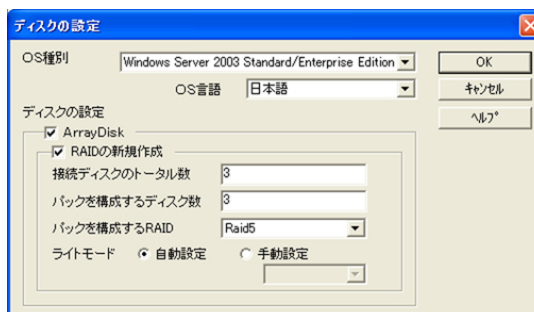 ディスクの設定
OS種別 Windows Server 2003 Standard/Enterprise Edition OK
OS言語 日本語 キャンセル
ディスクの設定 ヘルプ
ArrayDisk
RAIDの新規作成
接続ディスクのトータル数 3
パックを構成するディスク数 3
パックを構成するRAID Raid5
ライトモード 自動設定 手動設定